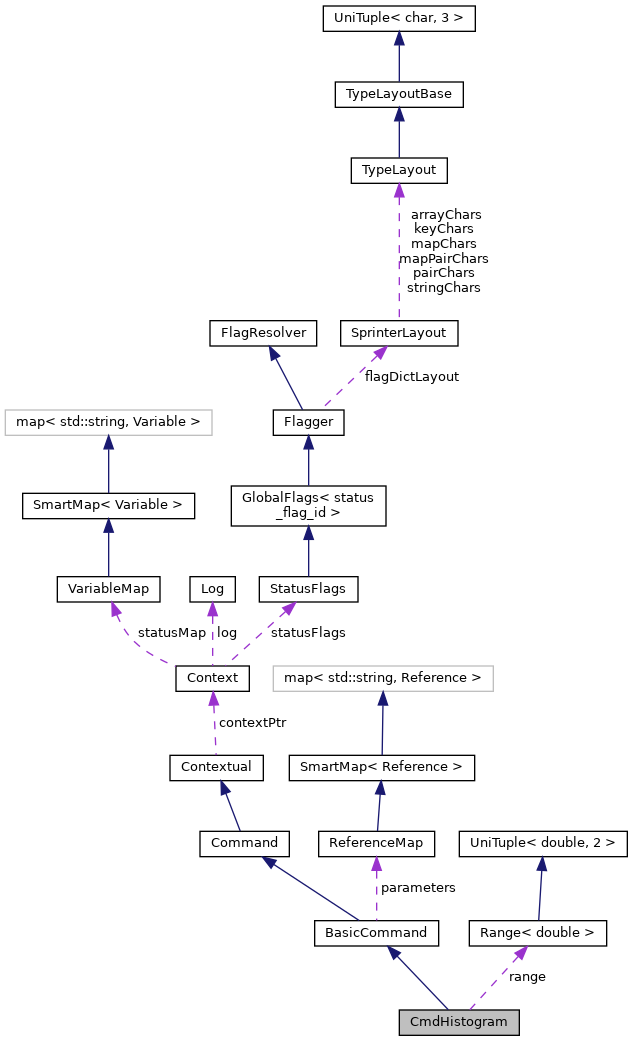 UniTuple< char, 3 >
TypeLayoutBase
TypeLayout
arrayChars
keyChars
mapChars
mapPairChars
pairChars
stringChars
FlagResolver
SprinterLayout
flagDictLayout
map< std::string, Variable >
Flagger
SmartMap< Variable >
GlobalFlags< status
_flag_id >
VariableMap
Log
StatusFlags
statusMap
log
statusFlags
Context
map< std::string, Reference >
contextPtr
Contextual
SmartMap< Reference >
Command
ReferenceMap
UniTuple< double, 2 >
parameters
BasicCommand
Range< double >
range
CmdHistogram